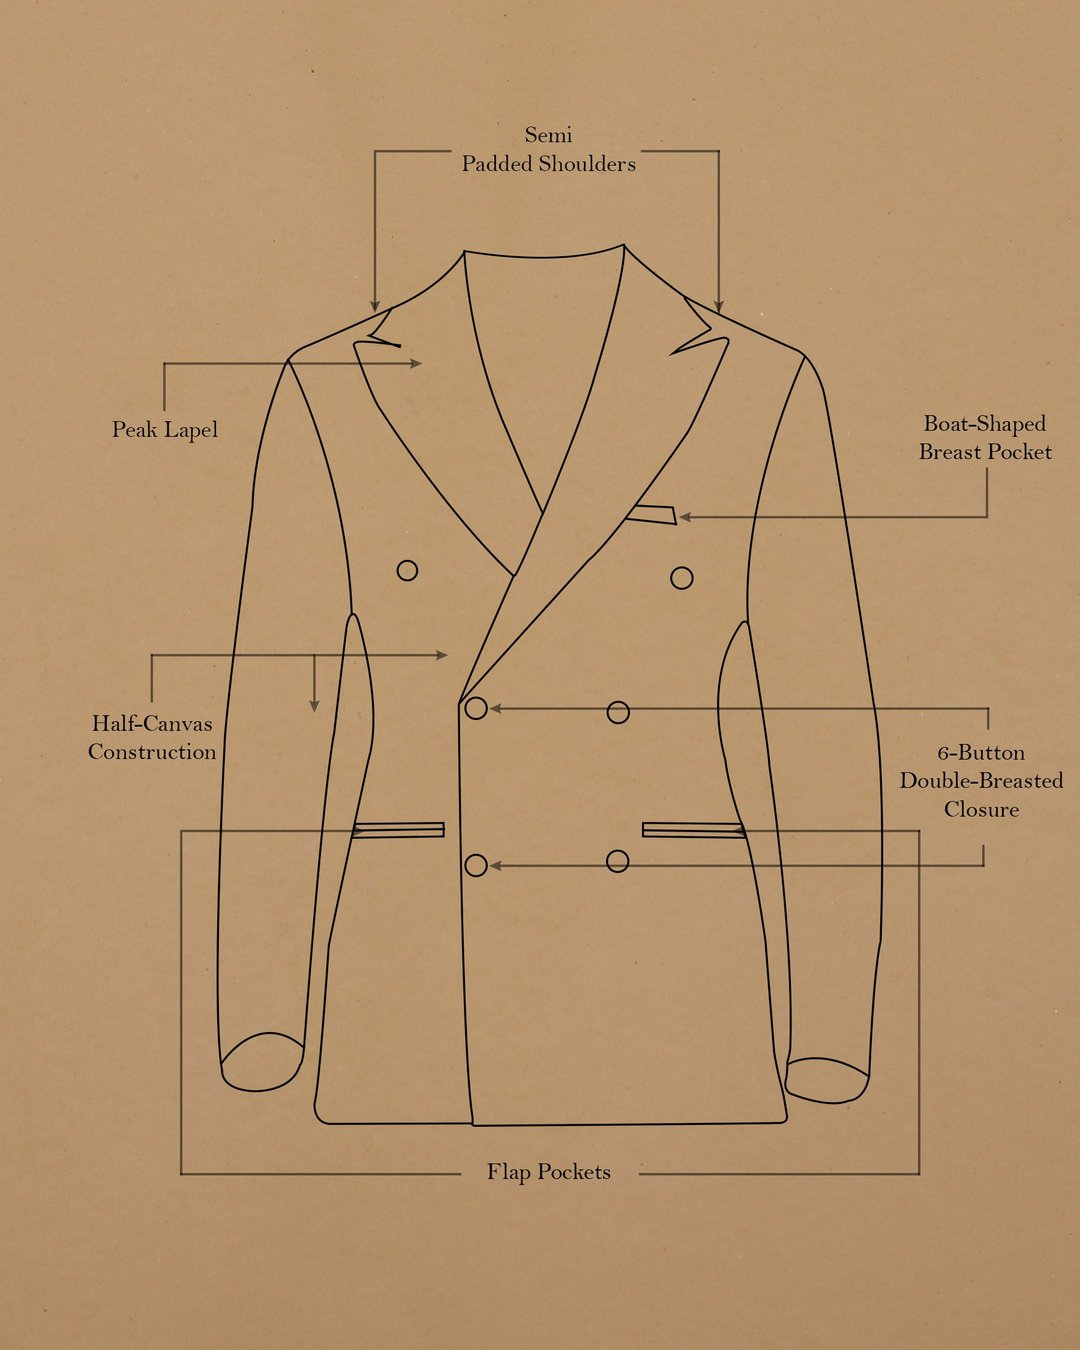 Semi
Padded Shoulders
Peak Lapel
Boat-Shaped
Breast Pocket
Half-Canvas
Construction
6-Button
Double-Breasted
Closure
Flap Pockets